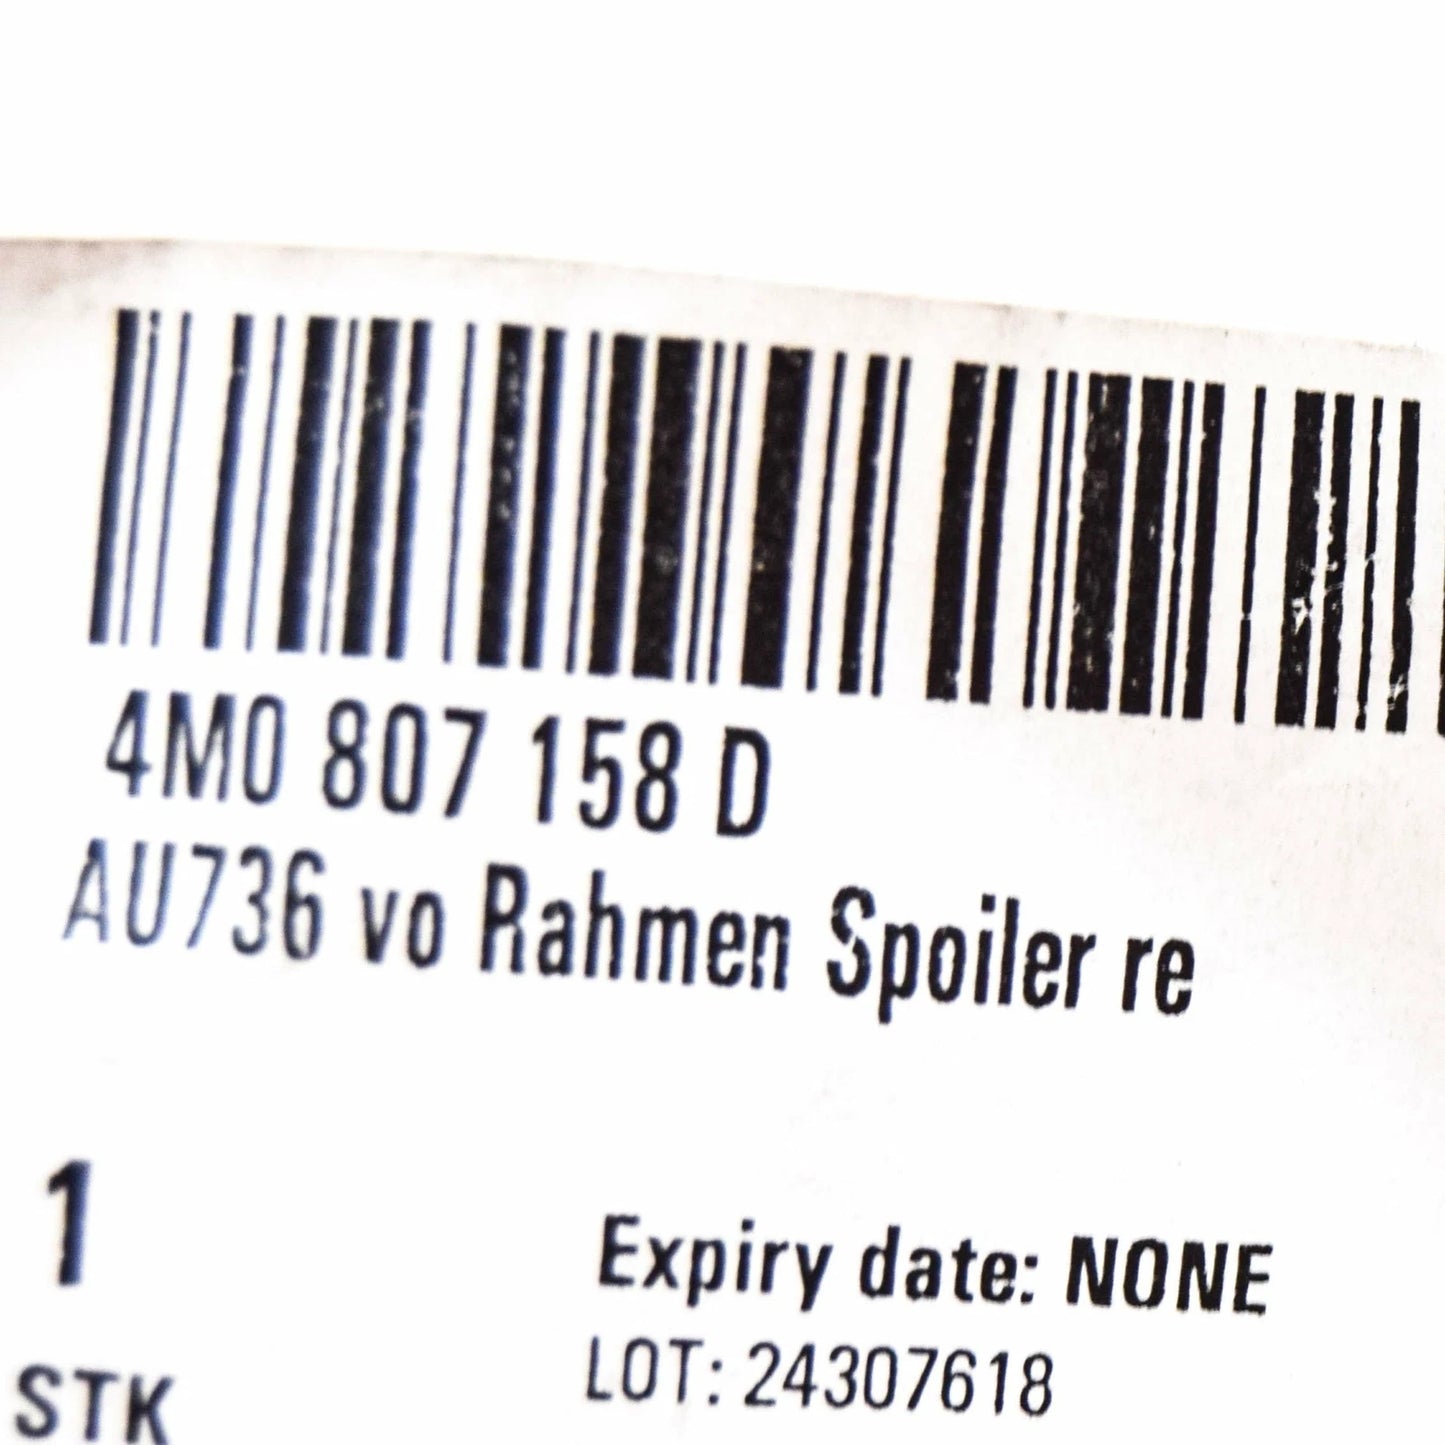 4M0 807 158 D
AU736 vo Rahmen Spoiler re
1
Expiry date: NONE
STK
LOT: 24307618